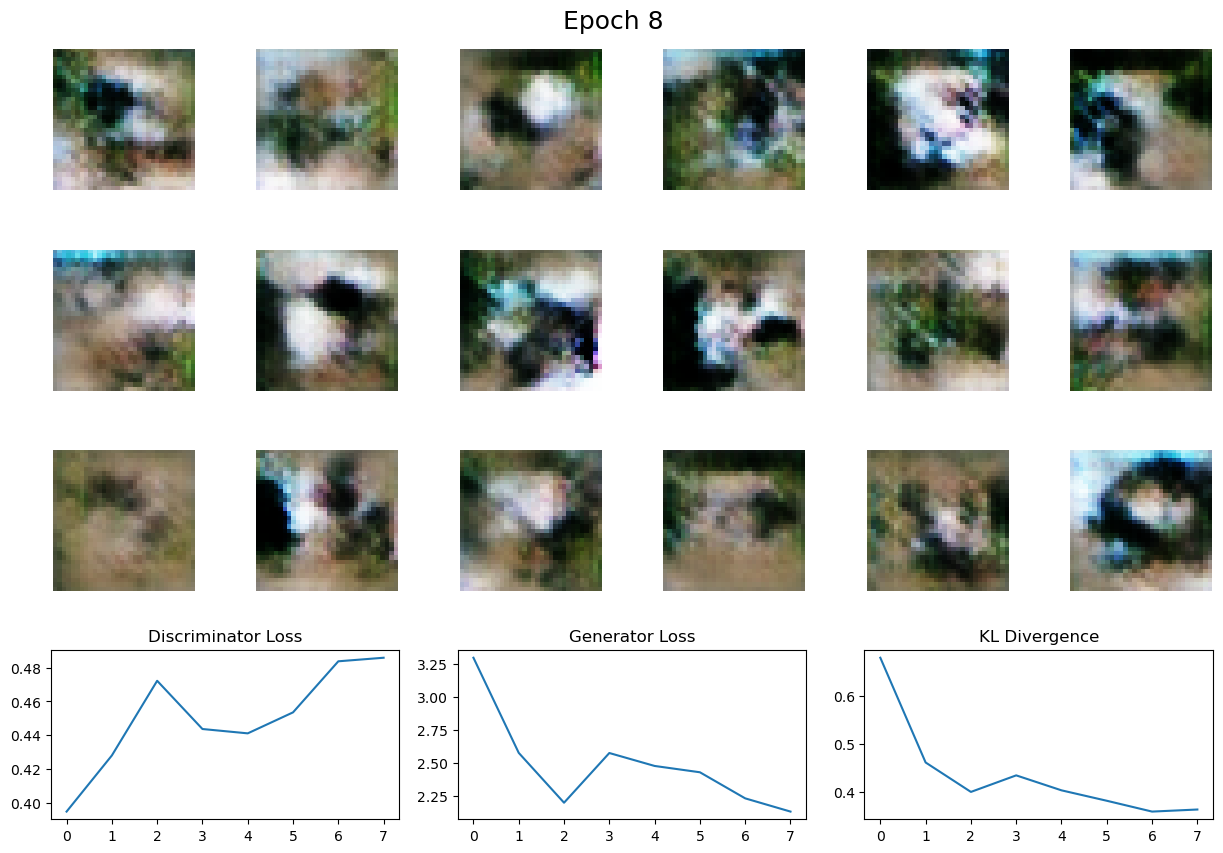 Epoch 8
Discriminator Loss
Generator Loss
KL Divergence
0.48
0.46
0.44
0.42
0.40
0 1 2 3 4 5 6 7
3.25
3.00
2.75
2.50
2.25
0 1 2 3 4 5 6 7
0.6
0.5
0.4
0 1 2 3 4 5 6 7